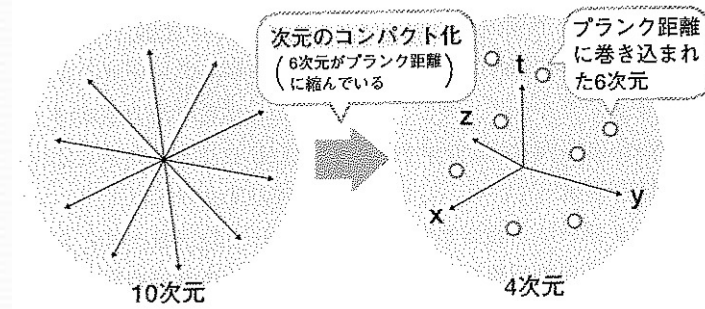 次元のコンパクト化
(6次元がプランク距離
に縮んでいる)
プランク距離
に巻き込まれ
た6次元
t
z
x
y
10次元
4次元